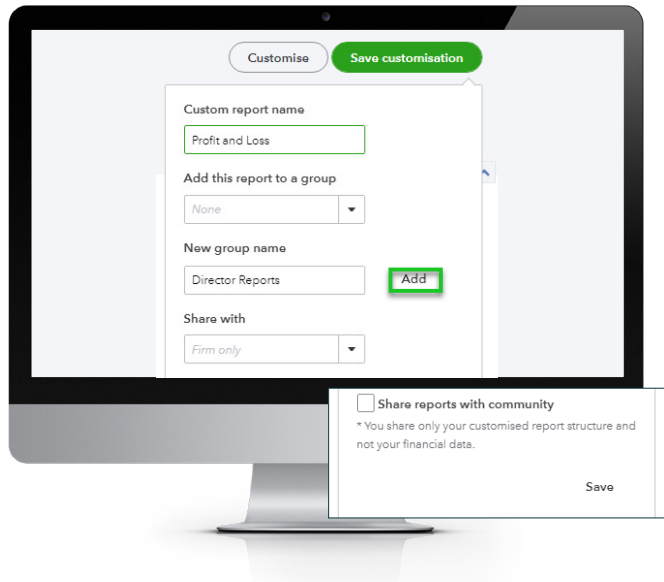 Customise
Save customisation
Custom report name
Profit and Loss
Add this report to a group
None
New group name
Director Reports
Add
Share with
Firm only
Share reports with community
* You share only your customised report structure and
not your financial data.
Save